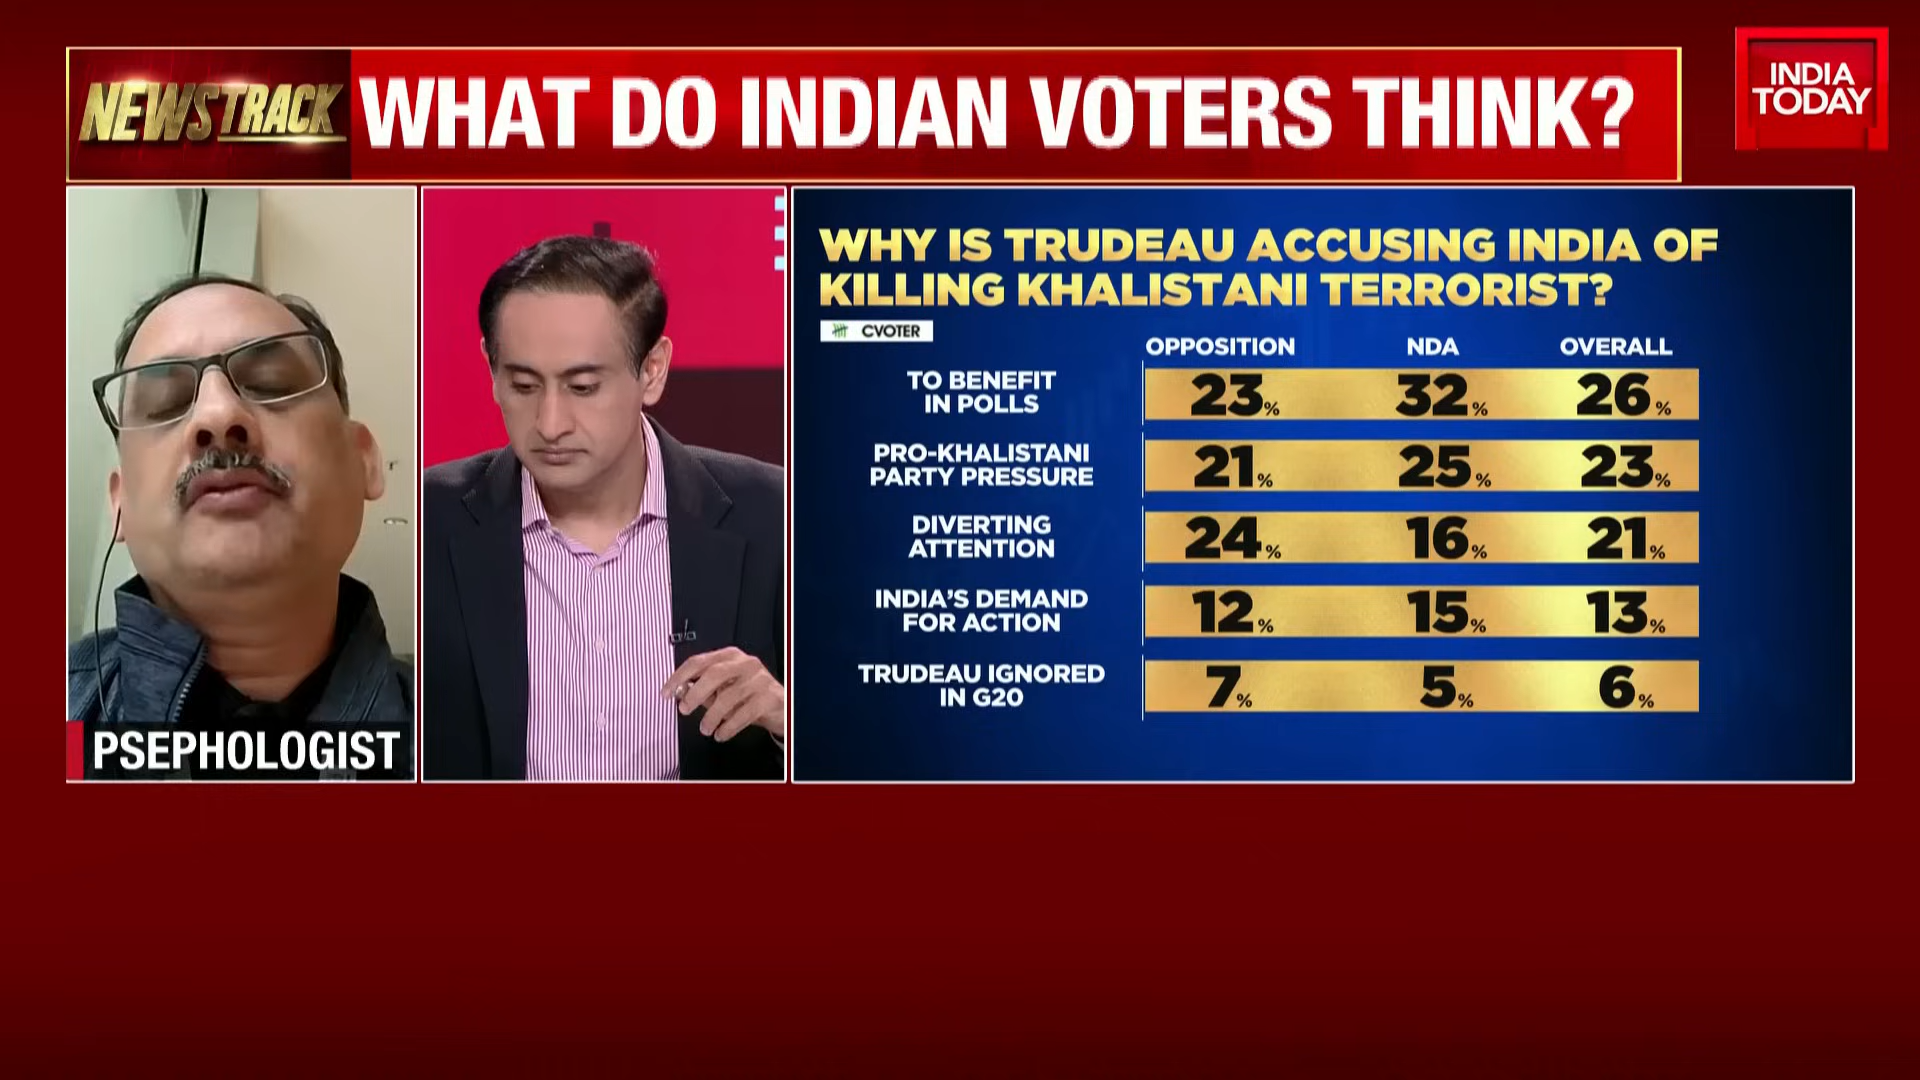 NEWSTRACK
WHAT DO INDIAN VOTERS THINK?
INDIA
TODAY
PSEPHOLOGIST
WHY IS TRUDEAU ACCUSING INDIA OF
KILLING KHALISTANI TERRORIST?
CVOTER
OPPOSITION NDA OVERALL
TO BENEFIT
IN POLLS
23% 32% 26%
PRO-KHALISTANI
PARTY PRESSURE
21% 25% 23%
DIVERTING
ATTENTION
24% 16% 21%
INDIA'S DEMAND
FOR ACTION
12% 15% 13%
TRUDEAU IGNORED
IN G20
7% 5% 6%